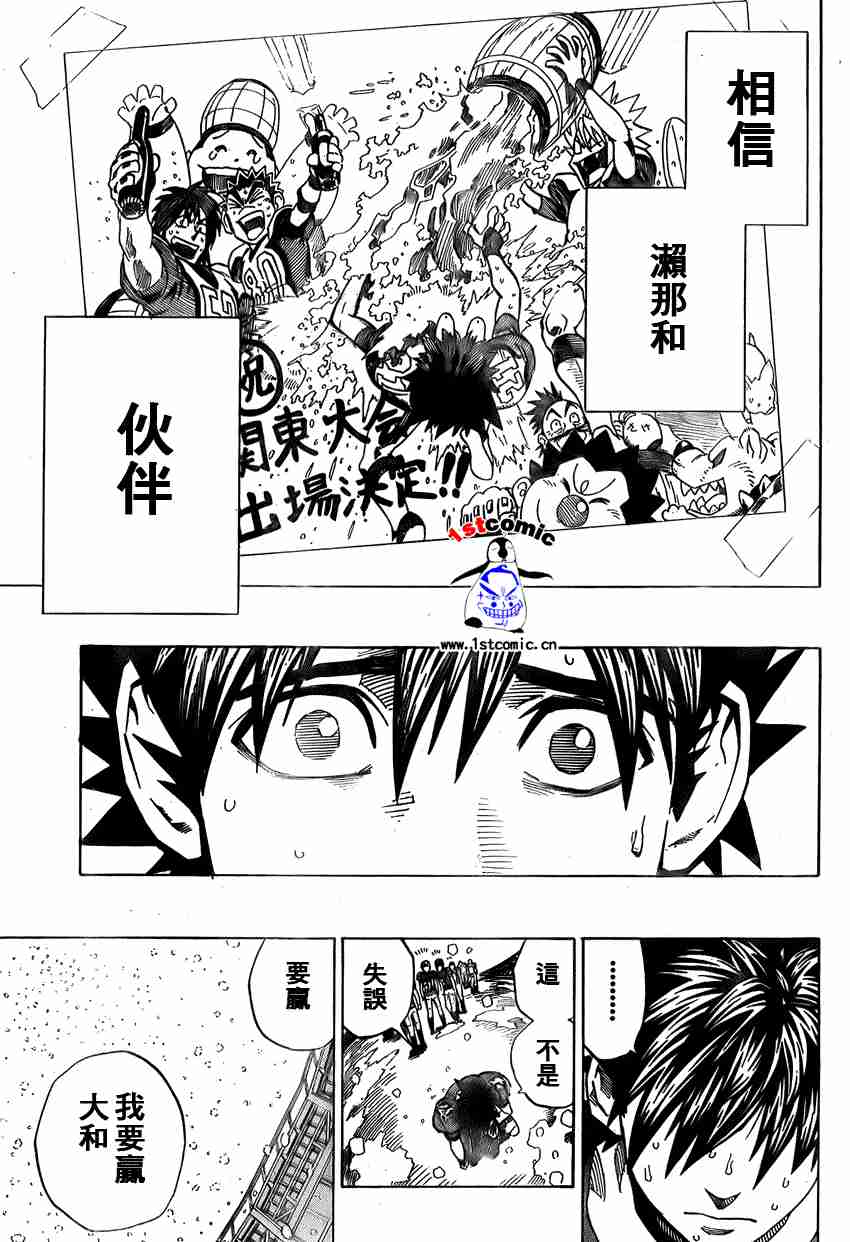 相信
瀨那和
伙伴
祝
関東大会
出場決定!!
1stcomic
www.1stcomic.cn
………
這
不是
失誤
要贏
我要贏
大和